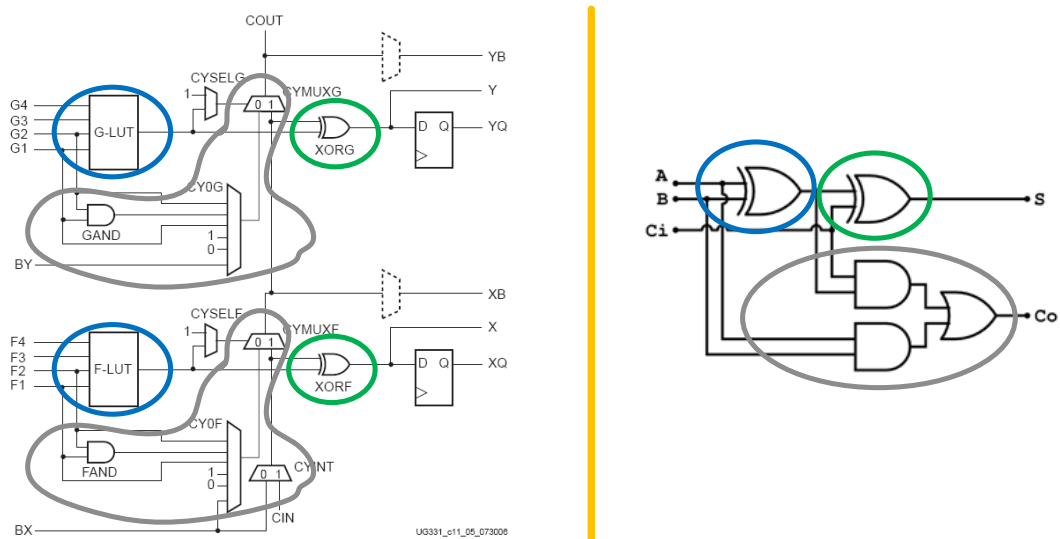 COUT
YB
CYSELG
1
CYMUXG
0 1
Y
G4
G3
G2
G1
G-LUT
XORG
D Q
YQ
CY0G
GAND
1
0
BY
XB
CYSELF
1
CYMUXF
0 1
X
F4
F3
F2
F1
F-LUT
XORF
D Q
XQ
CY0F
FAND
1
0
CYINT
0 1
CIN
BX
UG331_c11_05_073006
A
B
Ci
S
Co